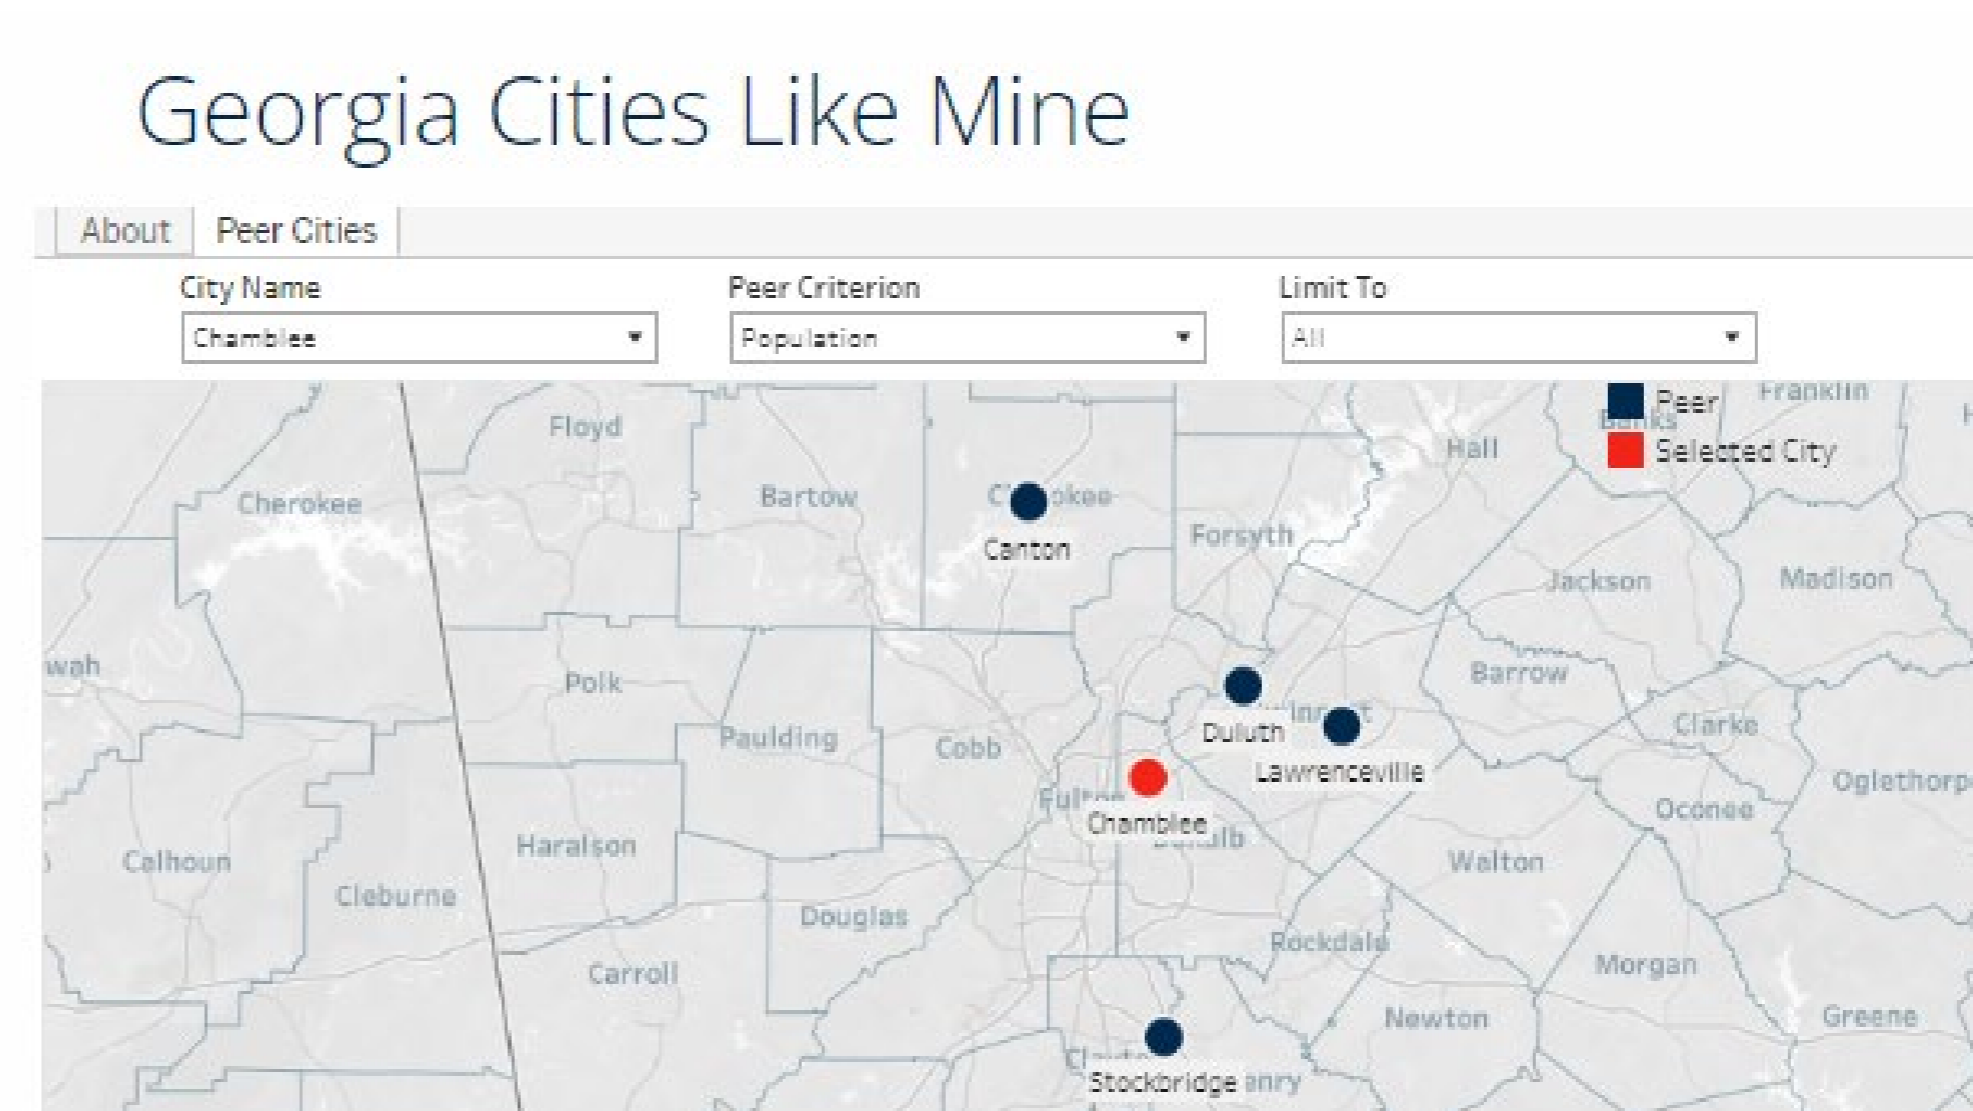 Georgia Cities Like Mine
About Peer Cities
City Name Peer Criterion Limit To
Chamblee Population All
Peer
Franklin
Selected City
Floyd
Hall
Cherokee
Bartow
Canton
Forsyth
Jackson
Madison
wah
Polk
Barrow
Duluth
Clarke
Paulding
Cobb
Lawrenceville
Oglethorp
Chamblee
Oconee
Haralson
Calhoun
Walton
Cleburne
Douglas
Rockdale
Carroll
Morgan
Newton
Greene
Stockbridge